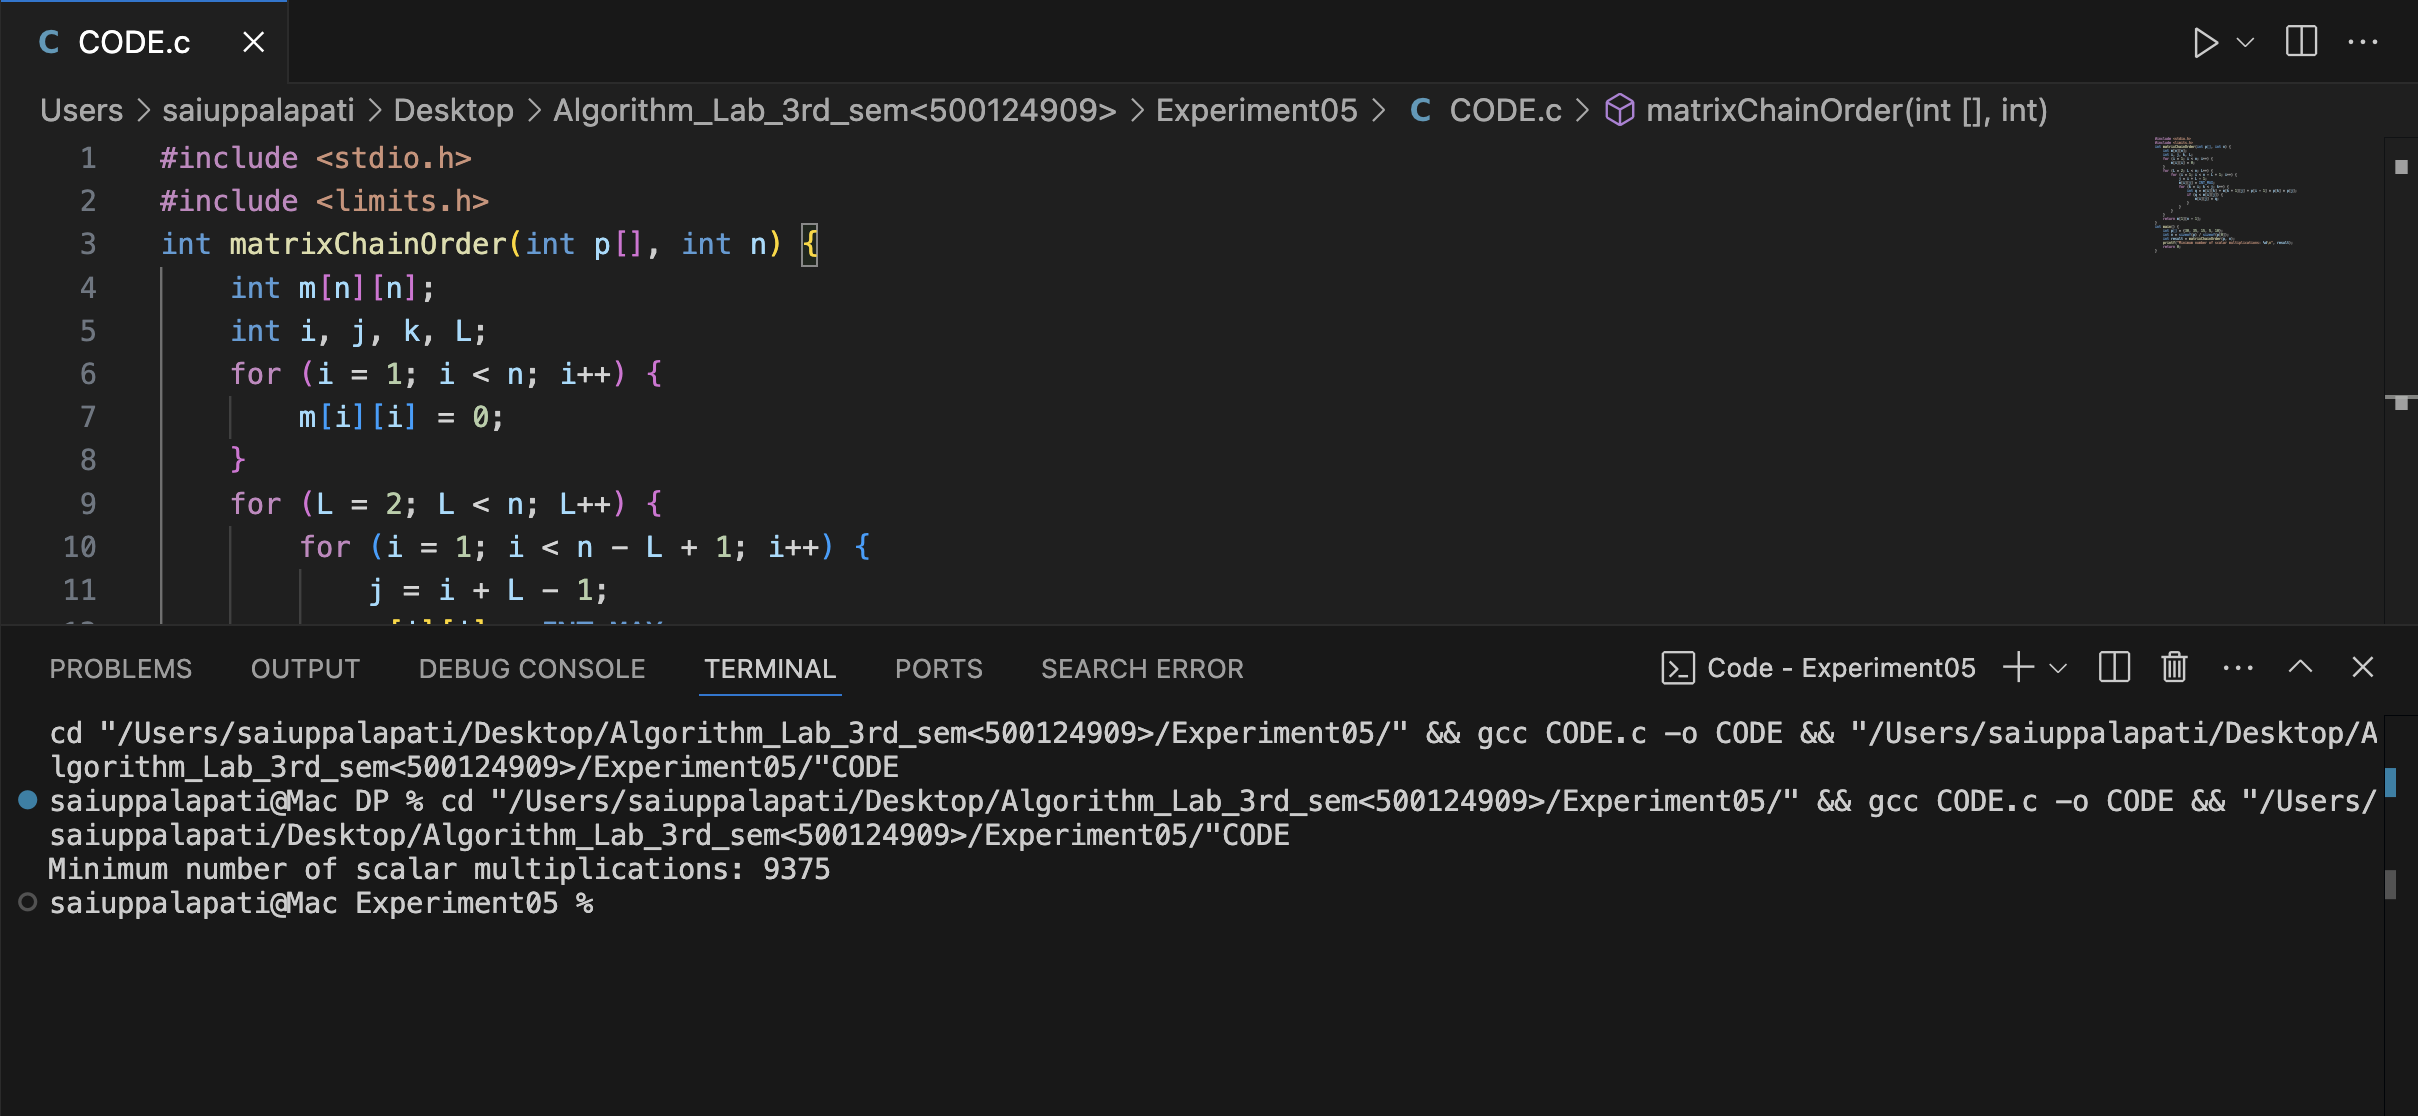 CODE.c
Users > saiuppalapati > Desktop > Algorithm_Lab_3rd_sem<500124909> > Experiment05 > C CODE.c > matrixChainOrder(int [], int)
1 #include <stdio.h>
2 #include <limits.h>
3 int matrixChainOrder(int p[], int n) {
4     int m[n][n];
5     int i, j, k, L;
6     for (i = 1; i < n; i++) {
7         m[i][i] = 0;
8     }
9     for (L = 2; L < n; L++) {
10         for (i = 1; i < n - L + 1; i++) {
11             j = i + L - 1;
PROBLEMS OUTPUT DEBUG CONSOLE TERMINAL PORTS SEARCH ERROR Code - Experiment05
cd "/Users/saiuppalapati/Desktop/Algorithm_Lab_3rd_sem<500124909>/Experiment05/" && gcc CODE.c -o CODE && "/Users/saiuppalapati/Desktop/A
lgorithm_Lab_3rd_sem<500124909>/Experiment05/"CODE
saiuppalapati@Mac DP % cd "/Users/saiuppalapati/Desktop/Algorithm_Lab_3rd_sem<500124909>/Experiment05/" && gcc CODE.c -o CODE && "/Users/
saiuppalapati/Desktop/Algorithm_Lab_3rd_sem<500124909>/Experiment05/"CODE
Minimum number of scalar multiplications: 9375
saiuppalapati@Mac Experiment05 %